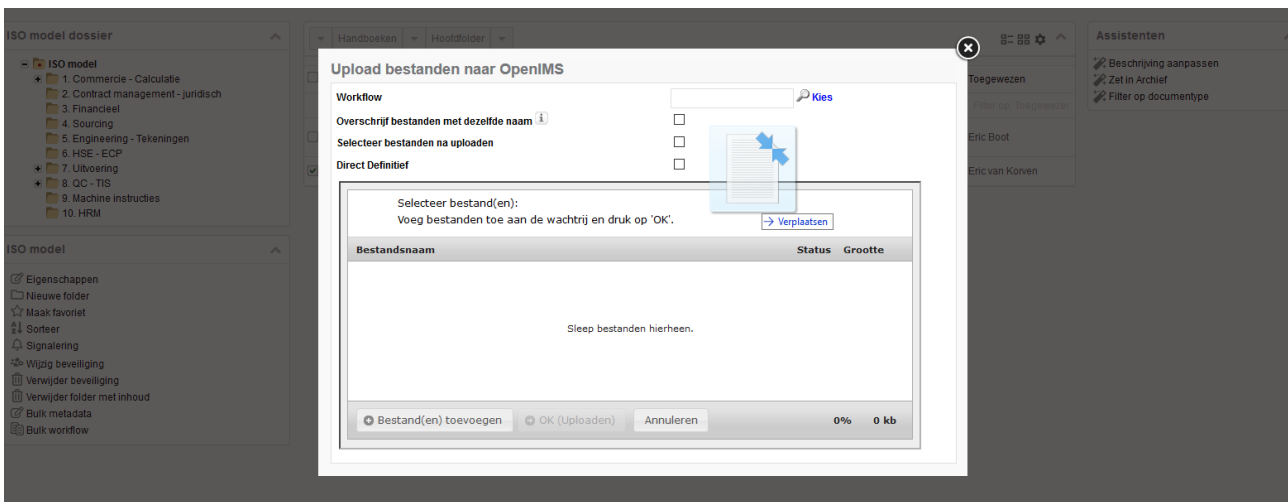 ISO model dossier
ISO model
1. Commercie - Calculatie
2. Contract management - juridisch
3. Financieel
4. Sourcing
5. Engineering - Tekeningen
6. HSE - ECP
7. Uitvoering
8. QC - TIS
9. Machine instructies
10. HRM
ISO model
Eigenschappen
Nieuwe folder
Maak favoriet
Sorteer
Signalering
Wijzig beveiliging
Verwijder beveiliging
Verwijder folder met inhoud
Bulk metadata
Bulk workflow
Handboeken Hoofdfolder
Upload bestanden naar OpenIMS
Workflow Kies
Overschrijf bestanden met dezelfde naam
Selecteer bestanden na uploaden
Direct Definitief
Selecteer bestand(en):
Voeg bestanden toe aan de wachtrij en druk op 'OK'.
Verplaatsen
Bestandsnaam Status Grootte
Sleep bestanden hierheen.
Bestand(en) toevoegen OK (Uploaden) Annuleren 0% 0 kb
Toegewezen
Filter op: Toegewezen
Eric Boot
Eric van Korven
Assistenten
Beschrijving aanpassen
Zet in Archief
Filter op documentype